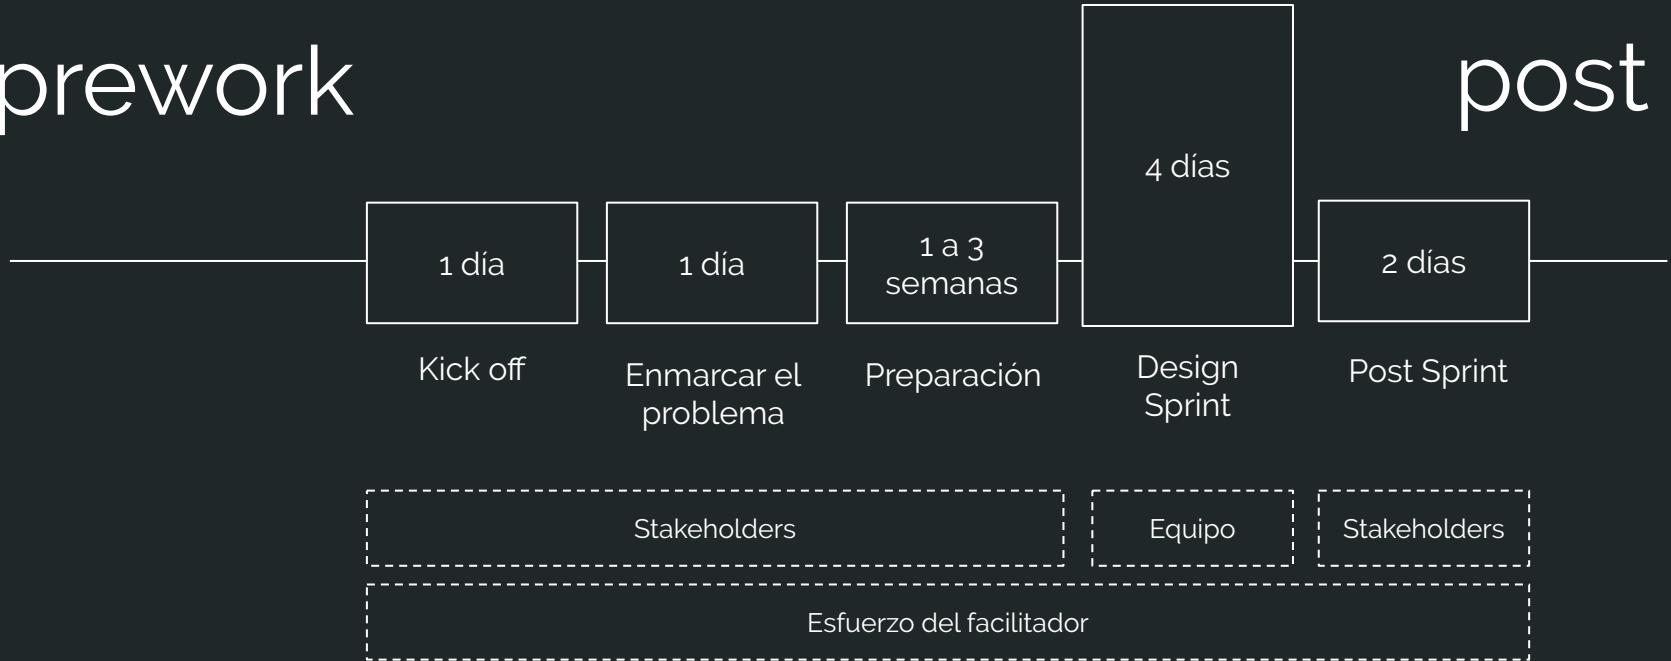 prework
post
1 día
1 día
1 a 3
semanas
4 días
2 días
Kick off
Enmarcar el
problema
Preparación
Design
Sprint
Post Sprint
Stakeholders
Equipo
Stakeholders
Esfuerzo del facilitador